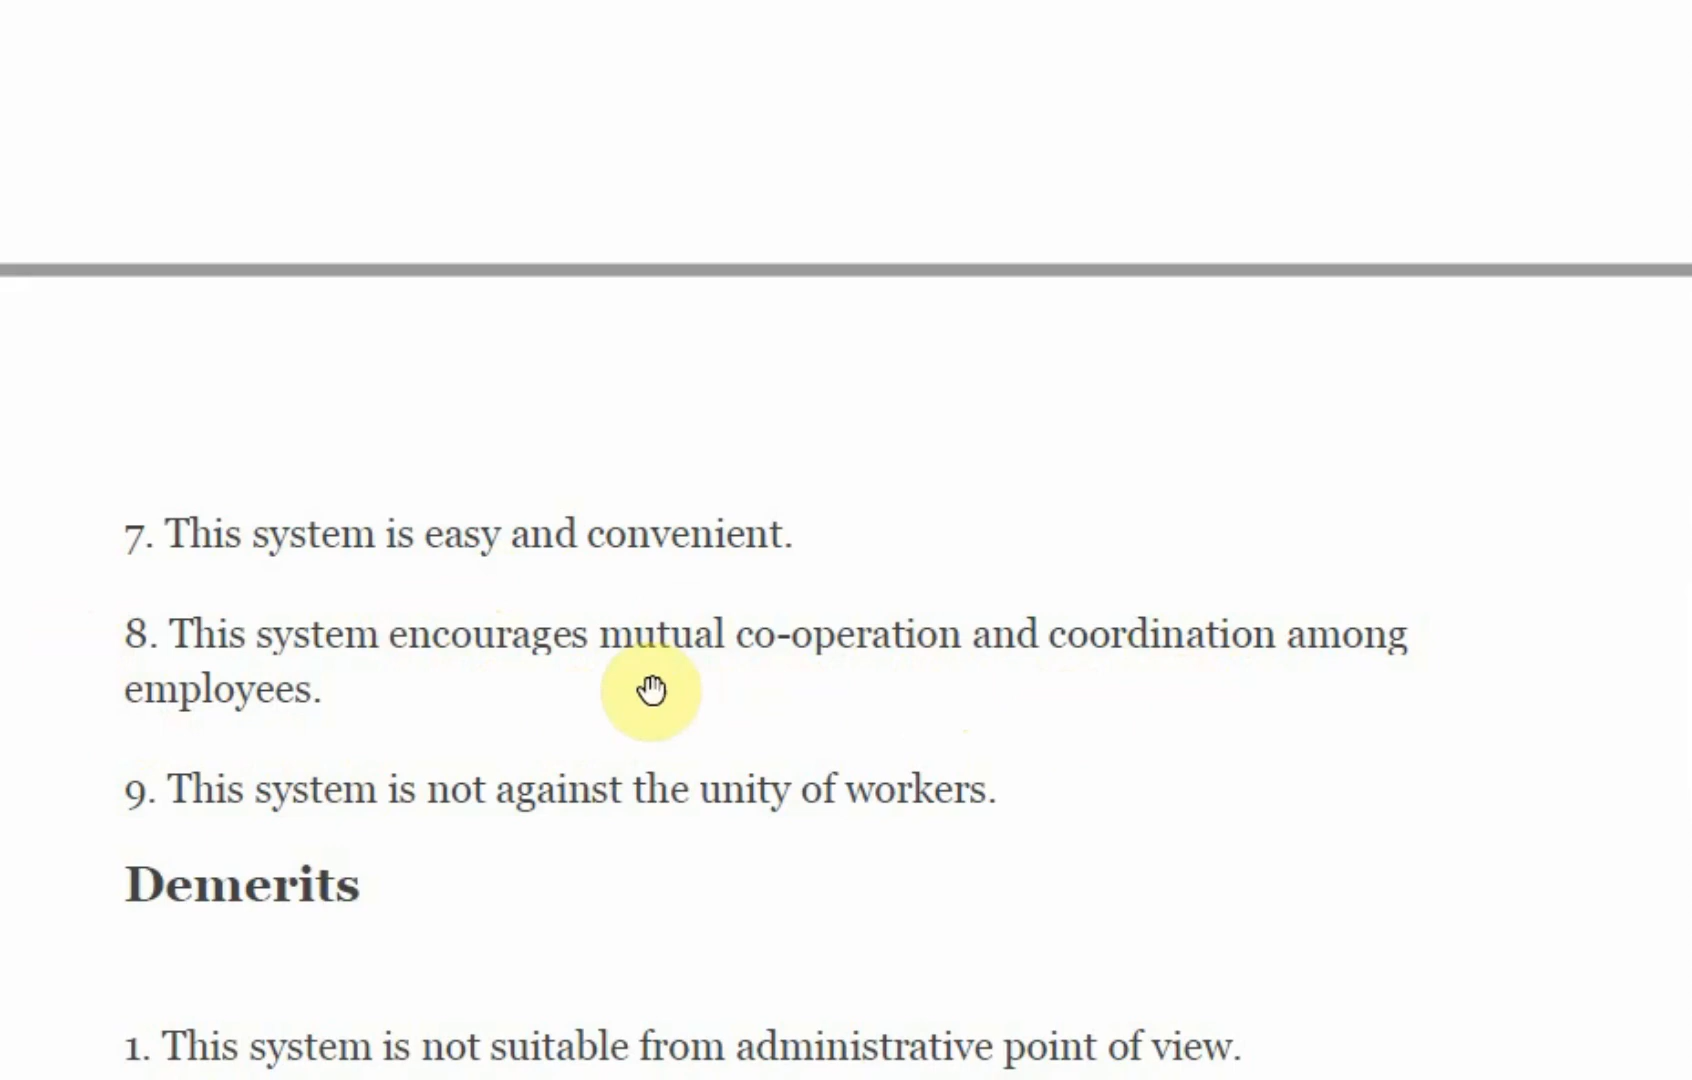 7. This system is easy and convenient.
8. This system encourages mutual co-operation and coordination among
employees.
9. This system is not against the unity of workers.
Demerits
1. This system is not suitable from administrative point of view.